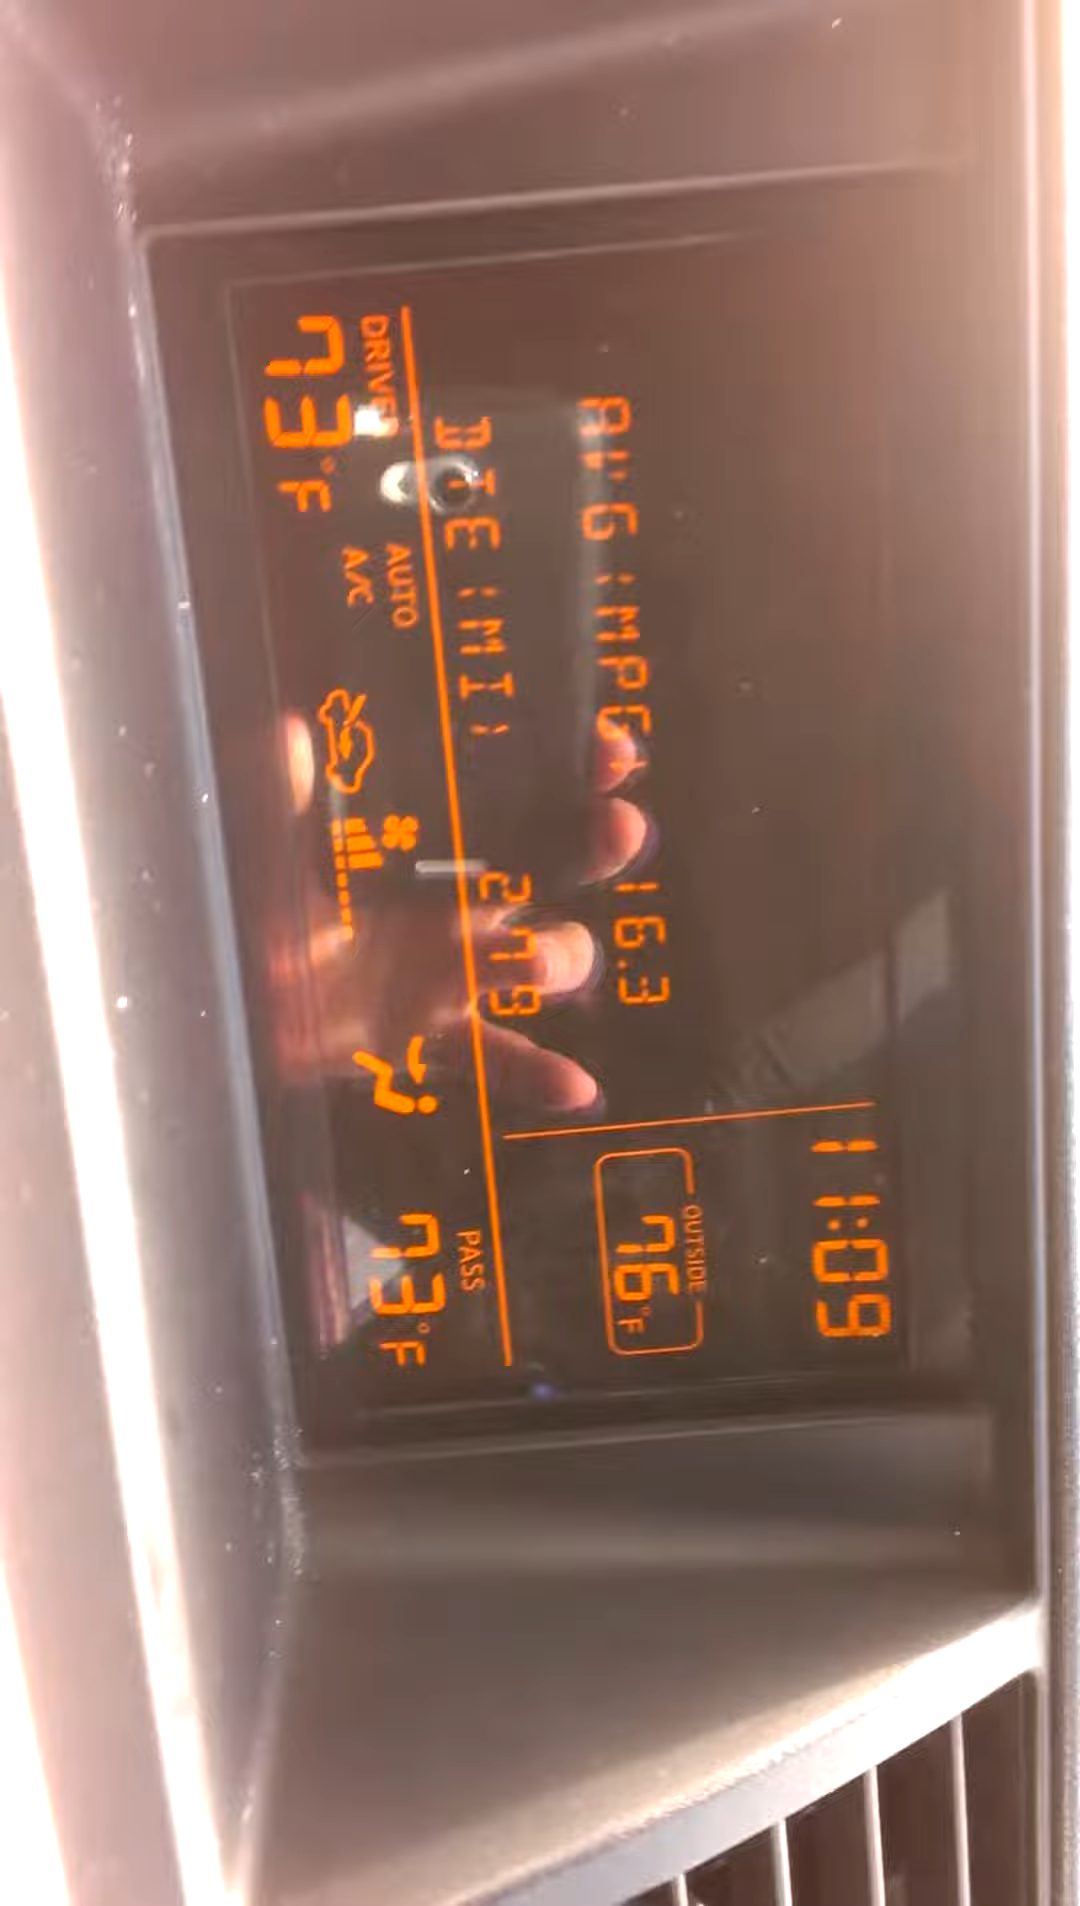 11:09
AVG (MPG) 16.3
OUTSIDE
76°F
DTE (MI) 279
DRIVER
AUTO
PASS
73°F
A/C
73°F